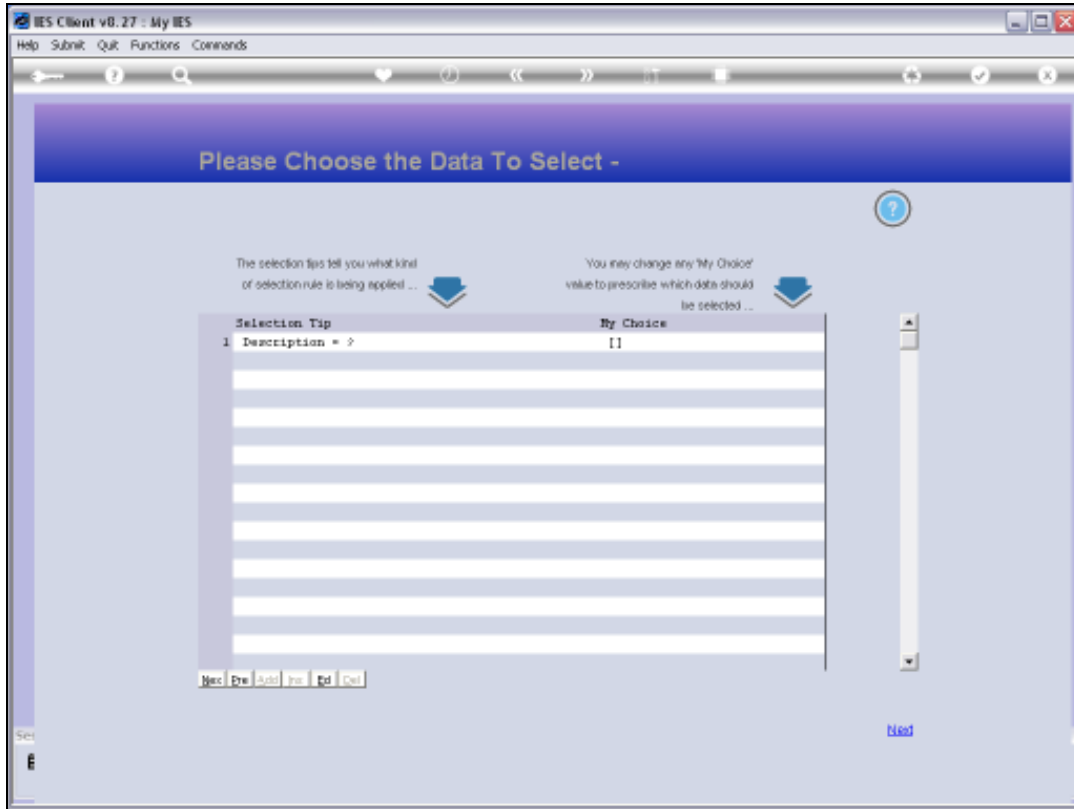 IES Client v8.27 : My IES
Help Submit Quit Functions Commands
Please Choose the Data To Select -
The selection tips tell you what kind
of selection rule is being applied ...
You may change any 'My Choice'
value to prescribe which data should
be selected ...
Selection Tip My Choice
1 Description = ? []
Nex Pre Add Ins Ed Del
Next
Ses